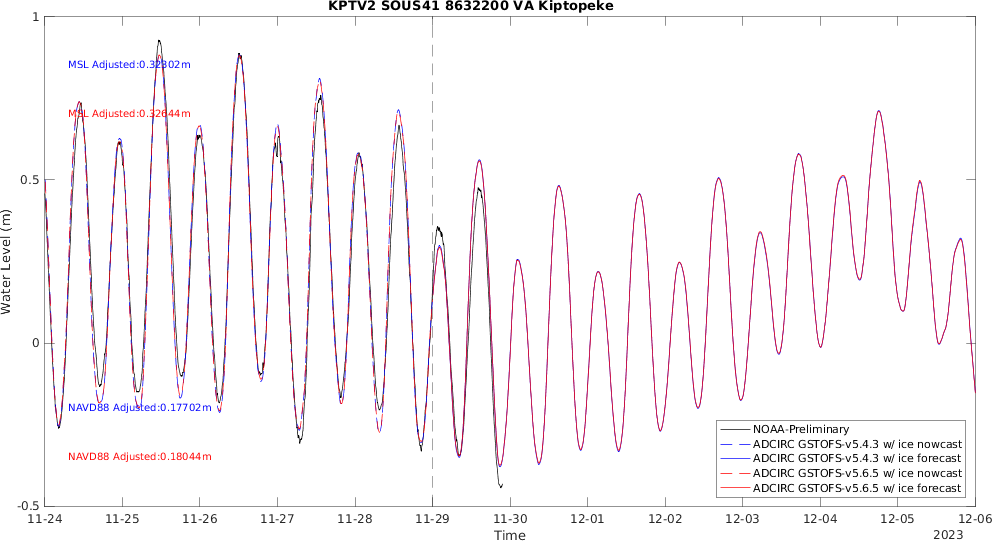 KPTV2 SOUS41 8632200 VA Kiptopeke
1
MSL Adjusted:0.32302m
MSL Adjusted:0.32644m
0.5
Water Level (m)
0
NAVD88 Adjusted:0.17702m
NAVD88 Adjusted:0.18044m
NOAA-Preliminary
ADCIRC GSTOFS-v5.4.3 w/ ice nowcast
ADCIRC GSTOFS-v5.4.3 w/ ice forecast
ADCIRC GSTOFS-v5.6.5 w/ ice nowcast
ADCIRC GSTOFS-v5.6.5 w/ ice forecast
-0.5
11-24 11-25 11-26 11-27 11-28 11-29 11-30 12-01 12-02 12-03 12-04 12-05 12-06
Time 2023